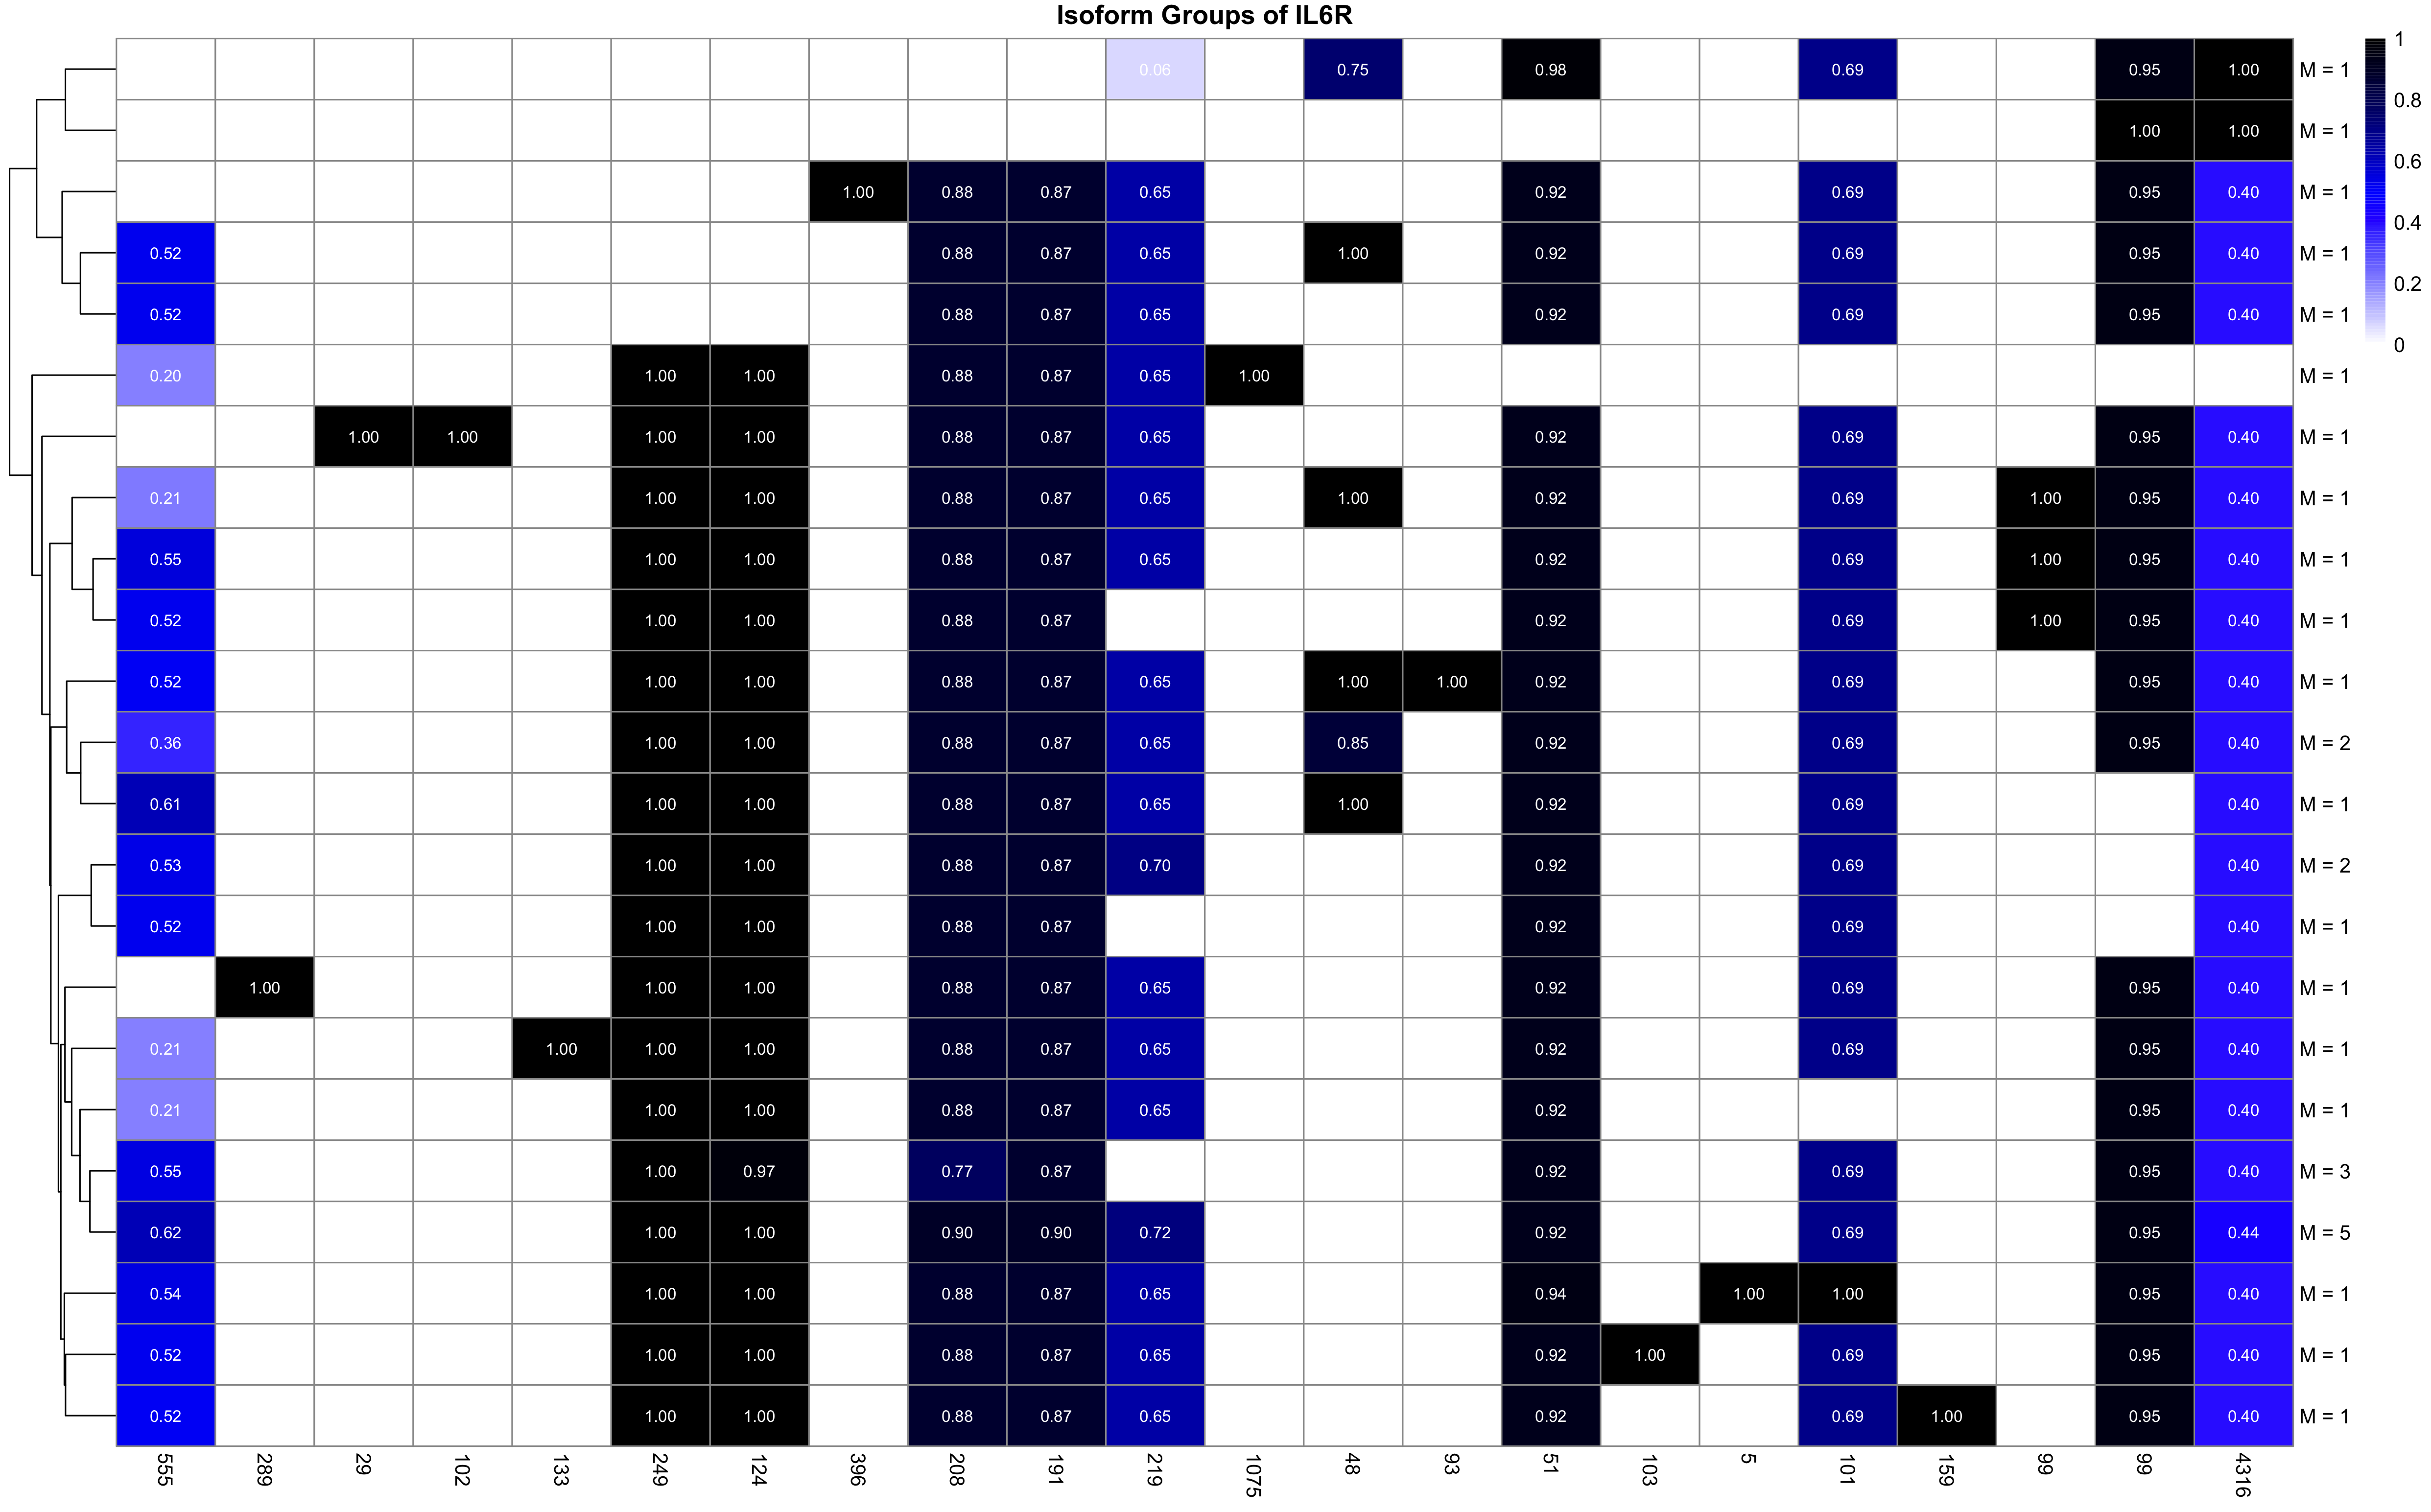 Isoform Groups of IL6R
0.06 0.75 0.98 0.69 0.95 1.00 M = 1
1.00 1.00 M = 1
1.00 0.88 0.87 0.65 0.92 0.69 0.95 0.40 M = 1
0.52 0.88 0.87 0.65 1.00 0.92 0.69 0.95 0.40 M = 1
0.52 0.88 0.87 0.65 0.92 0.69 0.95 0.40 M = 1
0.20 1.00 1.00 0.88 0.87 0.65 1.00 M = 1
1.00 1.00 1.00 1.00 0.88 0.87 0.65 0.92 0.69 0.95 0.40 M = 1
0.21 1.00 1.00 0.88 0.87 0.65 1.00 0.92 0.69 1.00 0.95 0.40 M = 1
0.55 1.00 1.00 0.88 0.87 0.65 0.92 0.69 1.00 0.95 0.40 M = 1
0.52 1.00 1.00 0.88 0.87 0.92 0.69 1.00 0.95 0.40 M = 1
0.52 1.00 1.00 0.88 0.87 0.65 1.00 1.00 0.92 0.69 0.95 0.40 M = 1
0.36 1.00 1.00 0.88 0.87 0.65 0.85 0.92 0.69 0.95 0.40 M = 2
0.61 1.00 1.00 0.88 0.87 0.65 1.00 0.92 0.69 0.40 M = 1
0.53 1.00 1.00 0.88 0.87 0.70 0.92 0.69 0.40 M = 2
0.52 1.00 1.00 0.88 0.87 0.92 0.69 0.40 M = 1
1.00 1.00 1.00 0.88 0.87 0.65 0.92 0.69 0.95 0.40 M = 1
0.21 1.00 1.00 1.00 0.88 0.87 0.65 0.92 0.69 0.95 0.40 M = 1
0.21 1.00 1.00 0.88 0.87 0.65 0.92 0.95 0.40 M = 1
0.55 1.00 0.97 0.77 0.87 0.92 0.69 0.95 0.40 M = 3
0.62 1.00 1.00 0.90 0.90 0.72 0.92 0.69 0.95 0.44 M = 5
0.54 1.00 1.00 0.88 0.87 0.65 0.94 1.00 1.00 0.95 0.40 M = 1
0.52 1.00 1.00 0.88 0.87 0.65 0.92 1.00 0.69 0.95 0.40 M = 1
0.52 1.00 1.00 0.88 0.87 0.65 0.92 0.69 1.00 0.95 0.40 M = 1
555 289 29 102 133 249 124 396 208 191 219 1075 48 93 51 103 5 101 159 99 99 4316
1
0.8
0.6
0.4
0.2
0